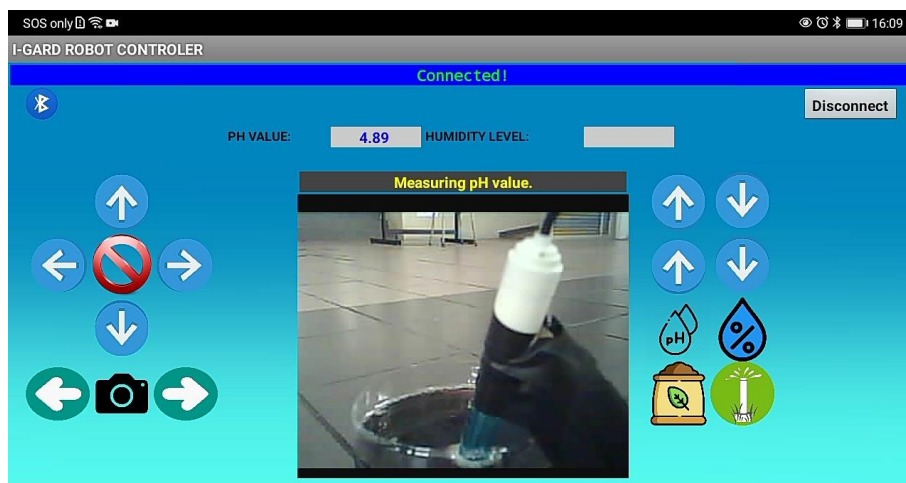 SOS only 16:09
I-GARD ROBOT CONTROLER
Connected!
Disconnect
PH VALUE: 4.89 HUMIDITY LEVEL:
Measuring pH value.
pH %